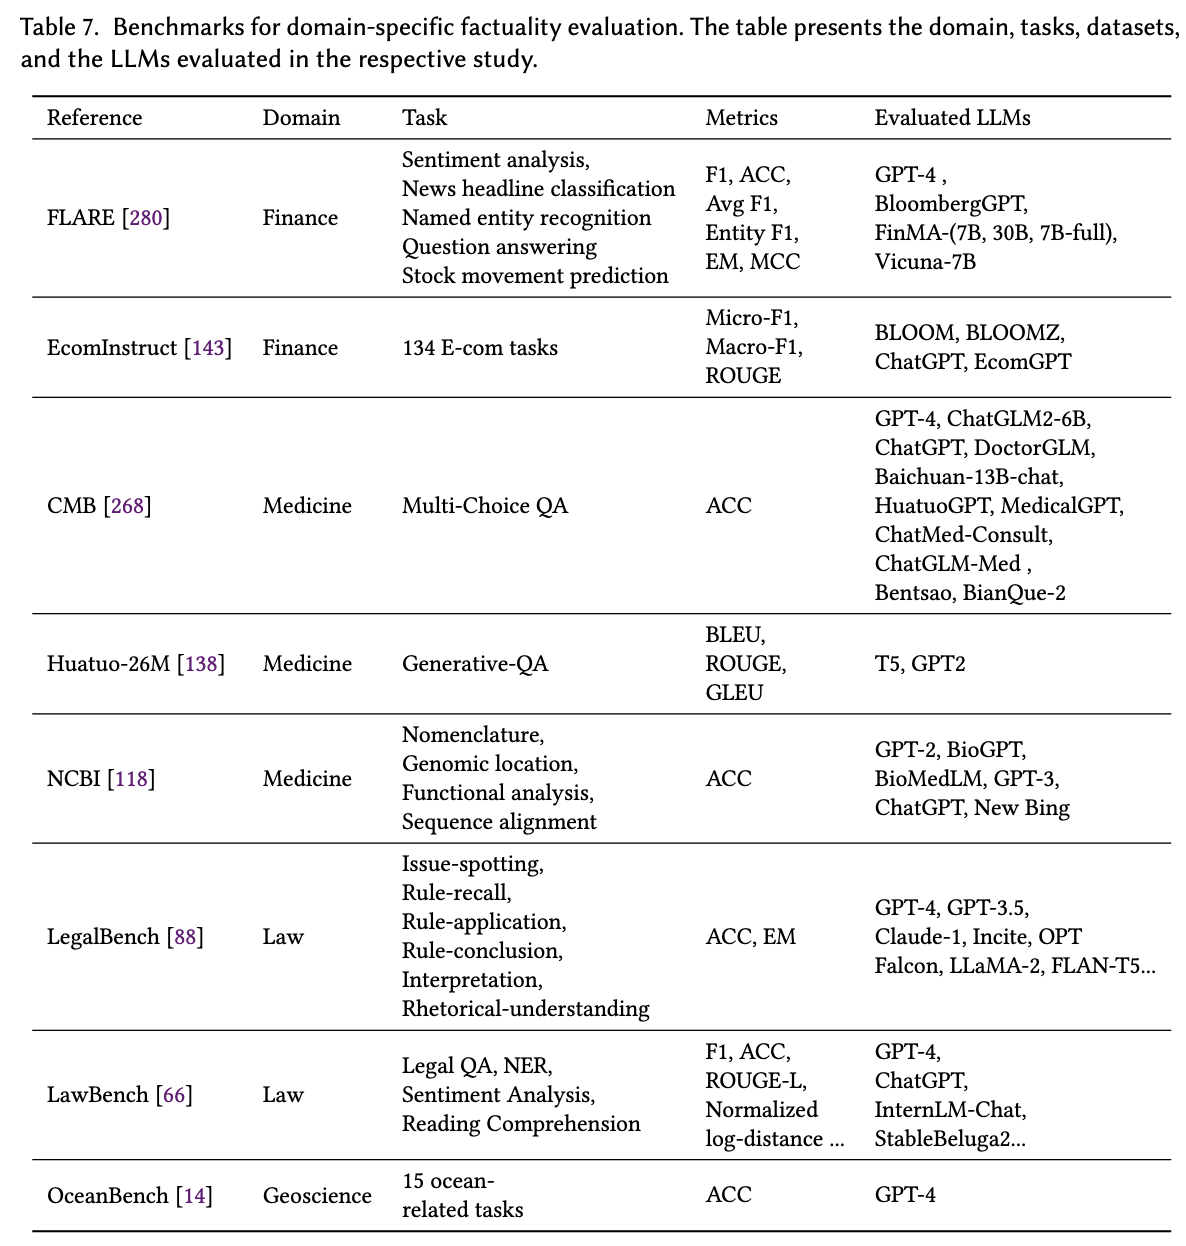 Table 7. Benchmarks for domain-specific factuality evaluation. The table presents the domain, tasks, datasets,
and the LLMs evaluated in the respective study.
Reference Domain Task Metrics Evaluated LLMs
FLARE [280] Finance
Sentiment analysis,
News headline classification
Named entity recognition
Question answering
Stock movement prediction
F1, ACC,
Avg F1,
Entity F1,
EM, MCC
GPT-4 ,
BloombergGPT,
FinMA-(7B, 30B, 7B-full),
Vicuna-7B
EcomInstruct [143] Finance 134 E-com tasks
Micro-F1,
Macro-F1,
ROUGE
BLOOM, BLOOMZ,
ChatGPT, EcomGPT
CMB [268] Medicine Multi-Choice QA ACC
GPT-4, ChatGLM2-6B,
ChatGPT, DoctorGLM,
Baichuan-13B-chat,
HuatuoGPT, MedicalGPT,
ChatMed-Consult,
ChatGLM-Med ,
Bentsao, BianQue-2
Huatuo-26M [138] Medicine Generative-QA
BLEU,
ROUGE,
GLEU
T5, GPT2
NCBI [118] Medicine
Nomenclature,
Genomic location,
Functional analysis,
Sequence alignment
ACC
GPT-2, BioGPT,
BioMedLM, GPT-3,
ChatGPT, New Bing
LegalBench [88] Law
Issue-spotting,
Rule-recall,
Rule-application,
Rule-conclusion,
Interpretation,
Rhetorical-understanding
ACC, EM
GPT-4, GPT-3.5,
Claude-1, Incite, OPT
Falcon, LLaMA-2, FLAN-T5...
LawBench [66] Law
Legal QA, NER,
Sentiment Analysis,
Reading Comprehension
F1, ACC,
ROUGE-L,
Normalized
log-distance ...
GPT-4,
ChatGPT,
InternLM-Chat,
StableBeluga2...
OceanBench [14] Geoscience
15 ocean-
related tasks
ACC
GPT-4